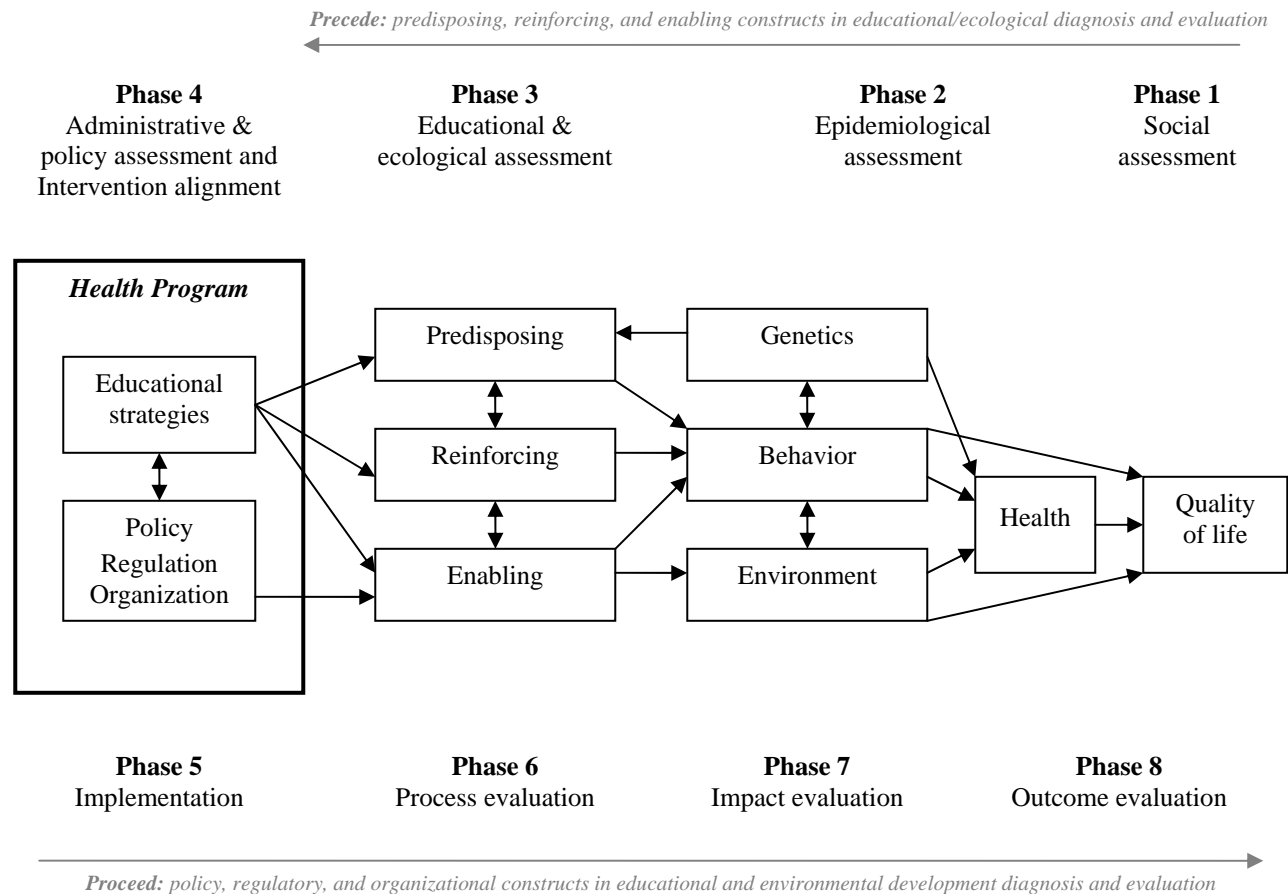 Precede: predisposing, reinforcing, and enabling constructs in educational/ecological diagnosis and evaluation
Phase 4
Administrative &
policy assessment and
Intervention alignment
Phase 3
Educational &
ecological assessment
Phase 2
Epidemiological
assessment
Phase 1
Social
assessment
Health Program
Educational
strategies
Policy
Regulation
Organization
Predisposing
Reinforcing
Enabling
Genetics
Behavior
Environment
Health
Quality
of life
Phase 5
Implementation
Phase 6
Process evaluation
Phase 7
Impact evaluation
Phase 8
Outcome evaluation
Proceed: policy, regulatory, and organizational constructs in educational and environmental development diagnosis and evaluation